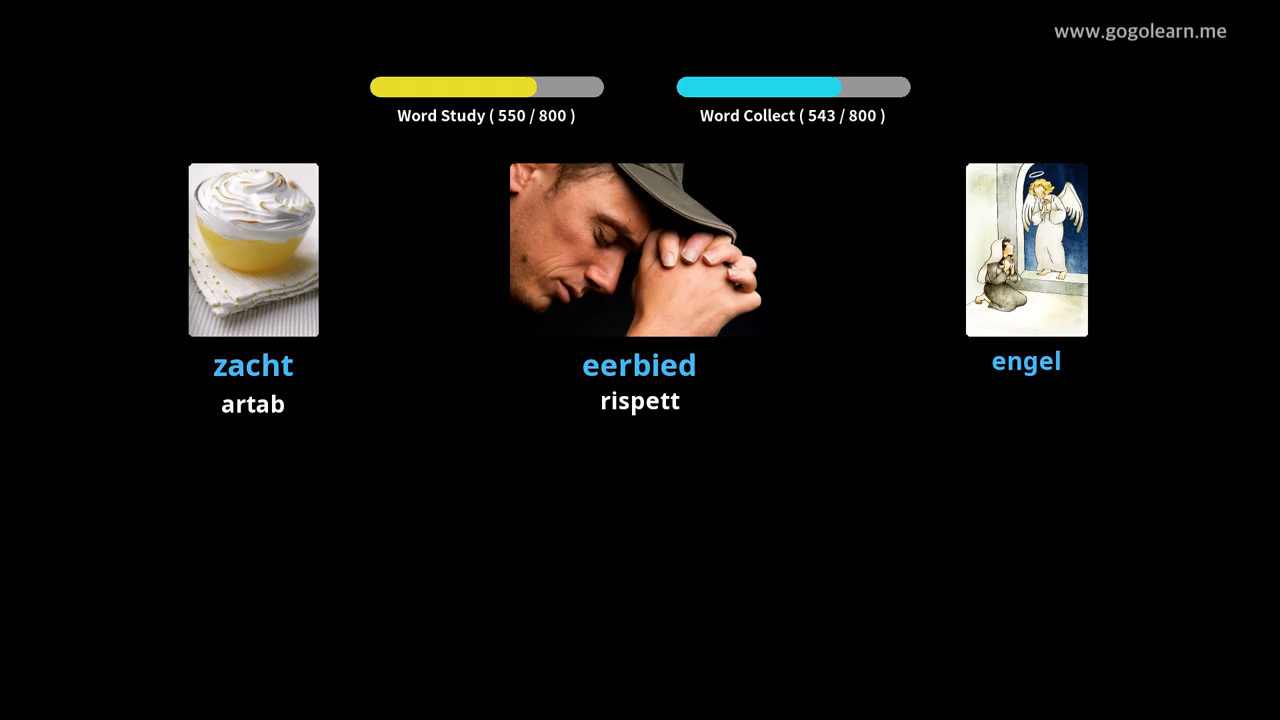 www.gogolearn.me
Word Study ( 550 / 800 )
Word Collect ( 543 / 800 )
zacht
artab
eerbied
rispett
engel